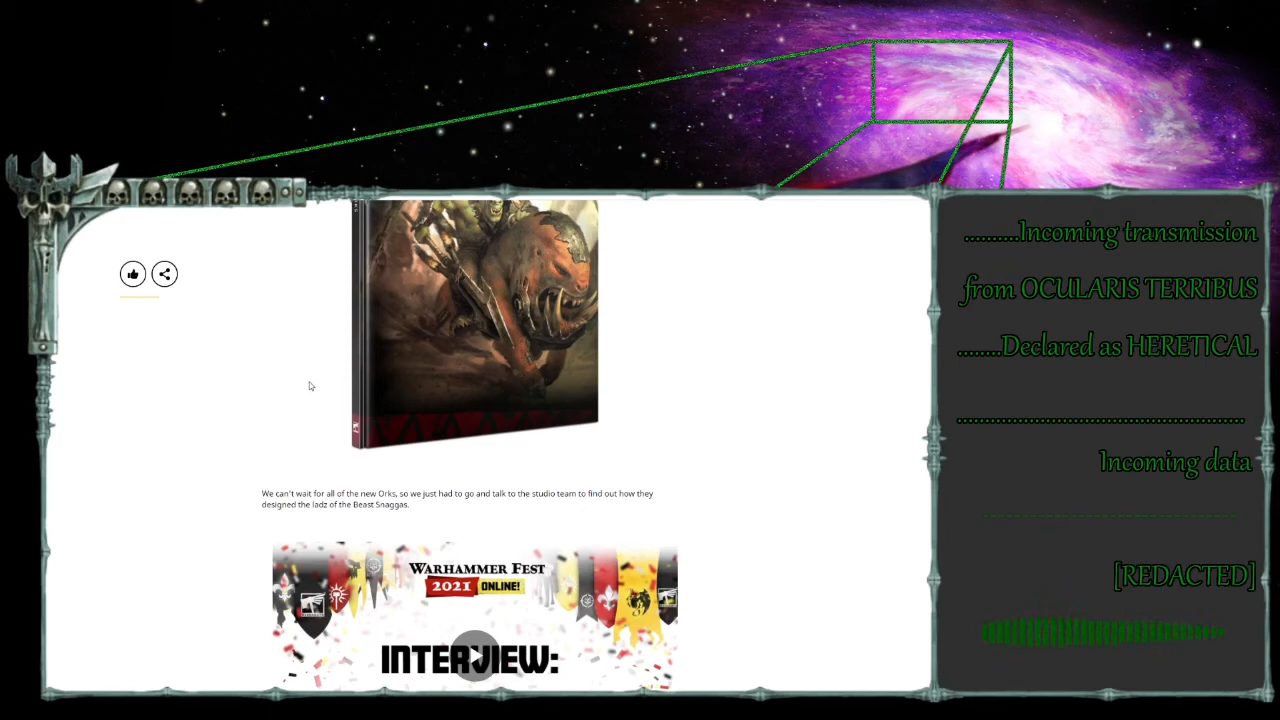 ..........Incoming transmission
from OCULARIS TERRIBUS
........Declared as HERETICAL
....................................................
Incoming data
------------------------------
[REDACTED]
We can't wait for all of the new Orks, so we just had to go and talk to the studio team to find out how they
designed the ladz of the Beast Snaggas.
WARHAMMER FEST
2021 ONLINE!
INTERVIEW: